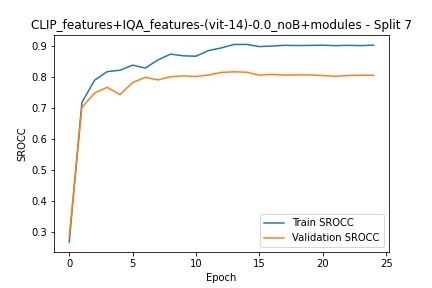 CLIP_features+IQA_features-(vit-14)-0.0_noB+modules - Split 7
SROCC
0.9
0.8
0.7
0.6
0.5
0.4
0.3
Train SROCC
Validation SROCC
0 5 10 15 20 25
Epoch